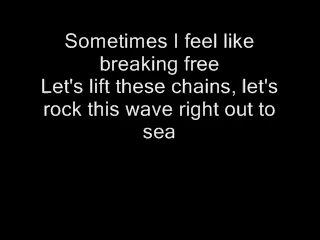 Sometimes I feel like
breaking free
Let's lift these chains, let's
rock this wave right out to
sea